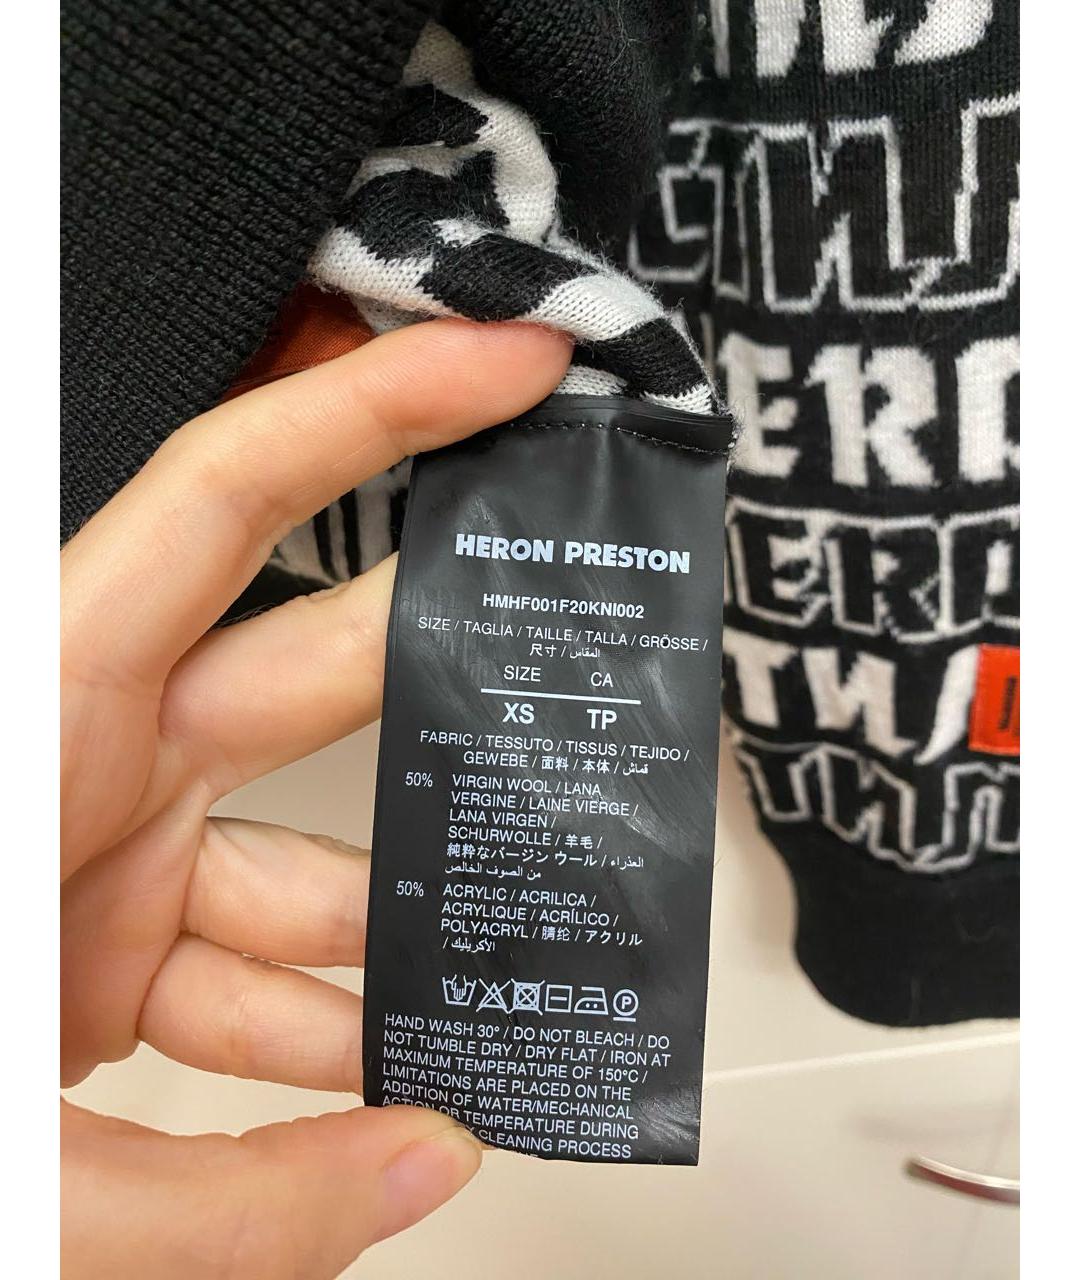 HERON PRESTON
HMHF001F20KNI002
SIZE / TAGLIA / TAILLE / TALLA / GRÖSSE /
尺寸 / المقاس
SIZE CA
XS TP
FABRIC / TESSUTO / TISSUS / TEJIDO /
GEWEBE / 面料 / 本体 / قماش
50% VIRGIN WOOL / LANA
VERGINE / LAINE VIERGE /
LANA VIRGEN /
SCHURWOLLE / 羊毛 /
純粋なバージン ウール / العذراء
من الصوف الخالص
50% ACRYLIC / ACRILICA /
ACRYLIQUE / ACRÍLICO /
POLYACRYL / 腈纶 / アクリル
/ الأكريليك
HAND WASH 30° / DO NOT BLEACH / DO
NOT TUMBLE DRY / DRY FLAT / IRON AT
MAXIMUM TEMPERATURE OF 150°C /
LIMITATIONS ARE PLACED ON THE
ADDITION OF WATER/MECHANICAL
ACTION OR TEMPERATURE DURING
CLEANING PROCESS